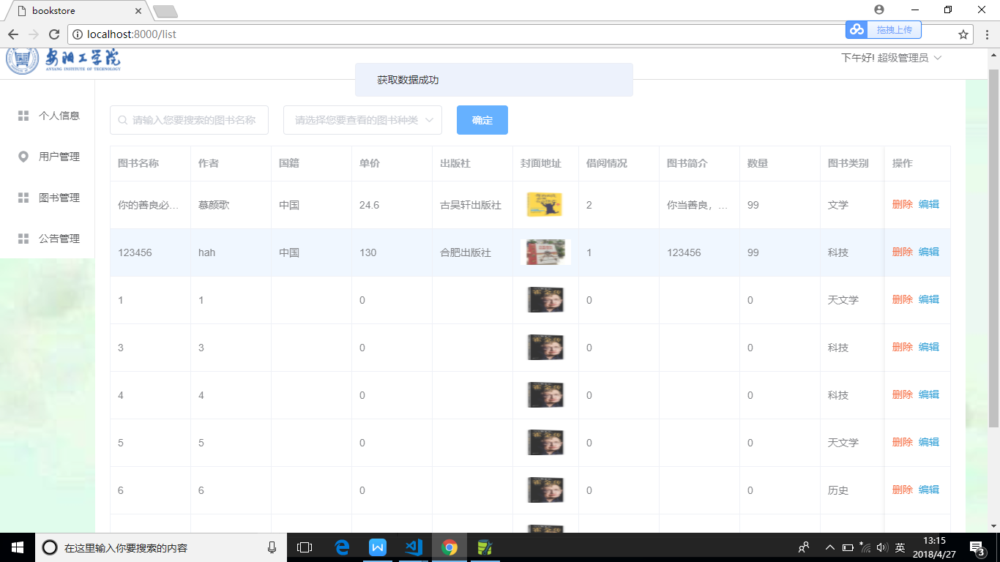 bookstore
localhost:8000/list
拖拽上传
安阳工学院
ANYANG INSTITUTE OF TECHNOLOGY
下午好! 超级管理员
获取数据成功
个人信息
用户管理
图书管理
公告管理
请输入您要搜索的图书名称 请选择您要查看的图书种类 确定
图书名称 作者 国籍 单价 出版社 封面地址 借阅情况 图书简介 数量 图书类别 操作
你的善良必... 慕颜歌 中国 24.6 古吴轩出版社 2 你当善良，... 99 文学 删除 编辑
123456 hah 中国 130 合肥出版社 1 123456 99 科技 删除 编辑
1 1 0 0 0 天文学 删除 编辑
3 3 0 0 0 科技 删除 编辑
4 4 0 0 0 科技 删除 编辑
5 5 0 0 0 天文学 删除 编辑
6 6 0 0 0 历史 删除 编辑
在这里输入你要搜索的内容
英
13:15
2018/4/27
3